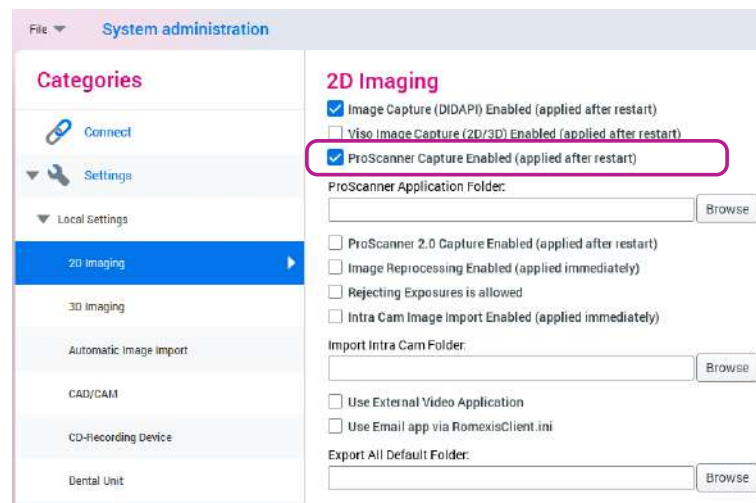 File
System administration
Categories
Connect
Settings
Local Settings
2D Imaging
3D Imaging
Automatic Image Import
CAD/CAM
CD-Recording Device
Dental Unit
2D Imaging
Image Capture (DIDAPI) Enabled (applied after restart)
Viso Image Capture (2D/3D) Enabled (applied after restart)
ProScanner Capture Enabled (applied after restart)
ProScanner Application Folder:
Browse
ProScanner 2.0 Capture Enabled (applied after restart)
Image Reprocessing Enabled (applied immediately)
Rejecting Exposures is allowed
Intra Cam Image Import Enabled (applied immediately)
Import Intra Cam Folder:
Browse
Use External Video Application
Use Email app via RomexisClient.ini
Export All Default Folder:
Browse